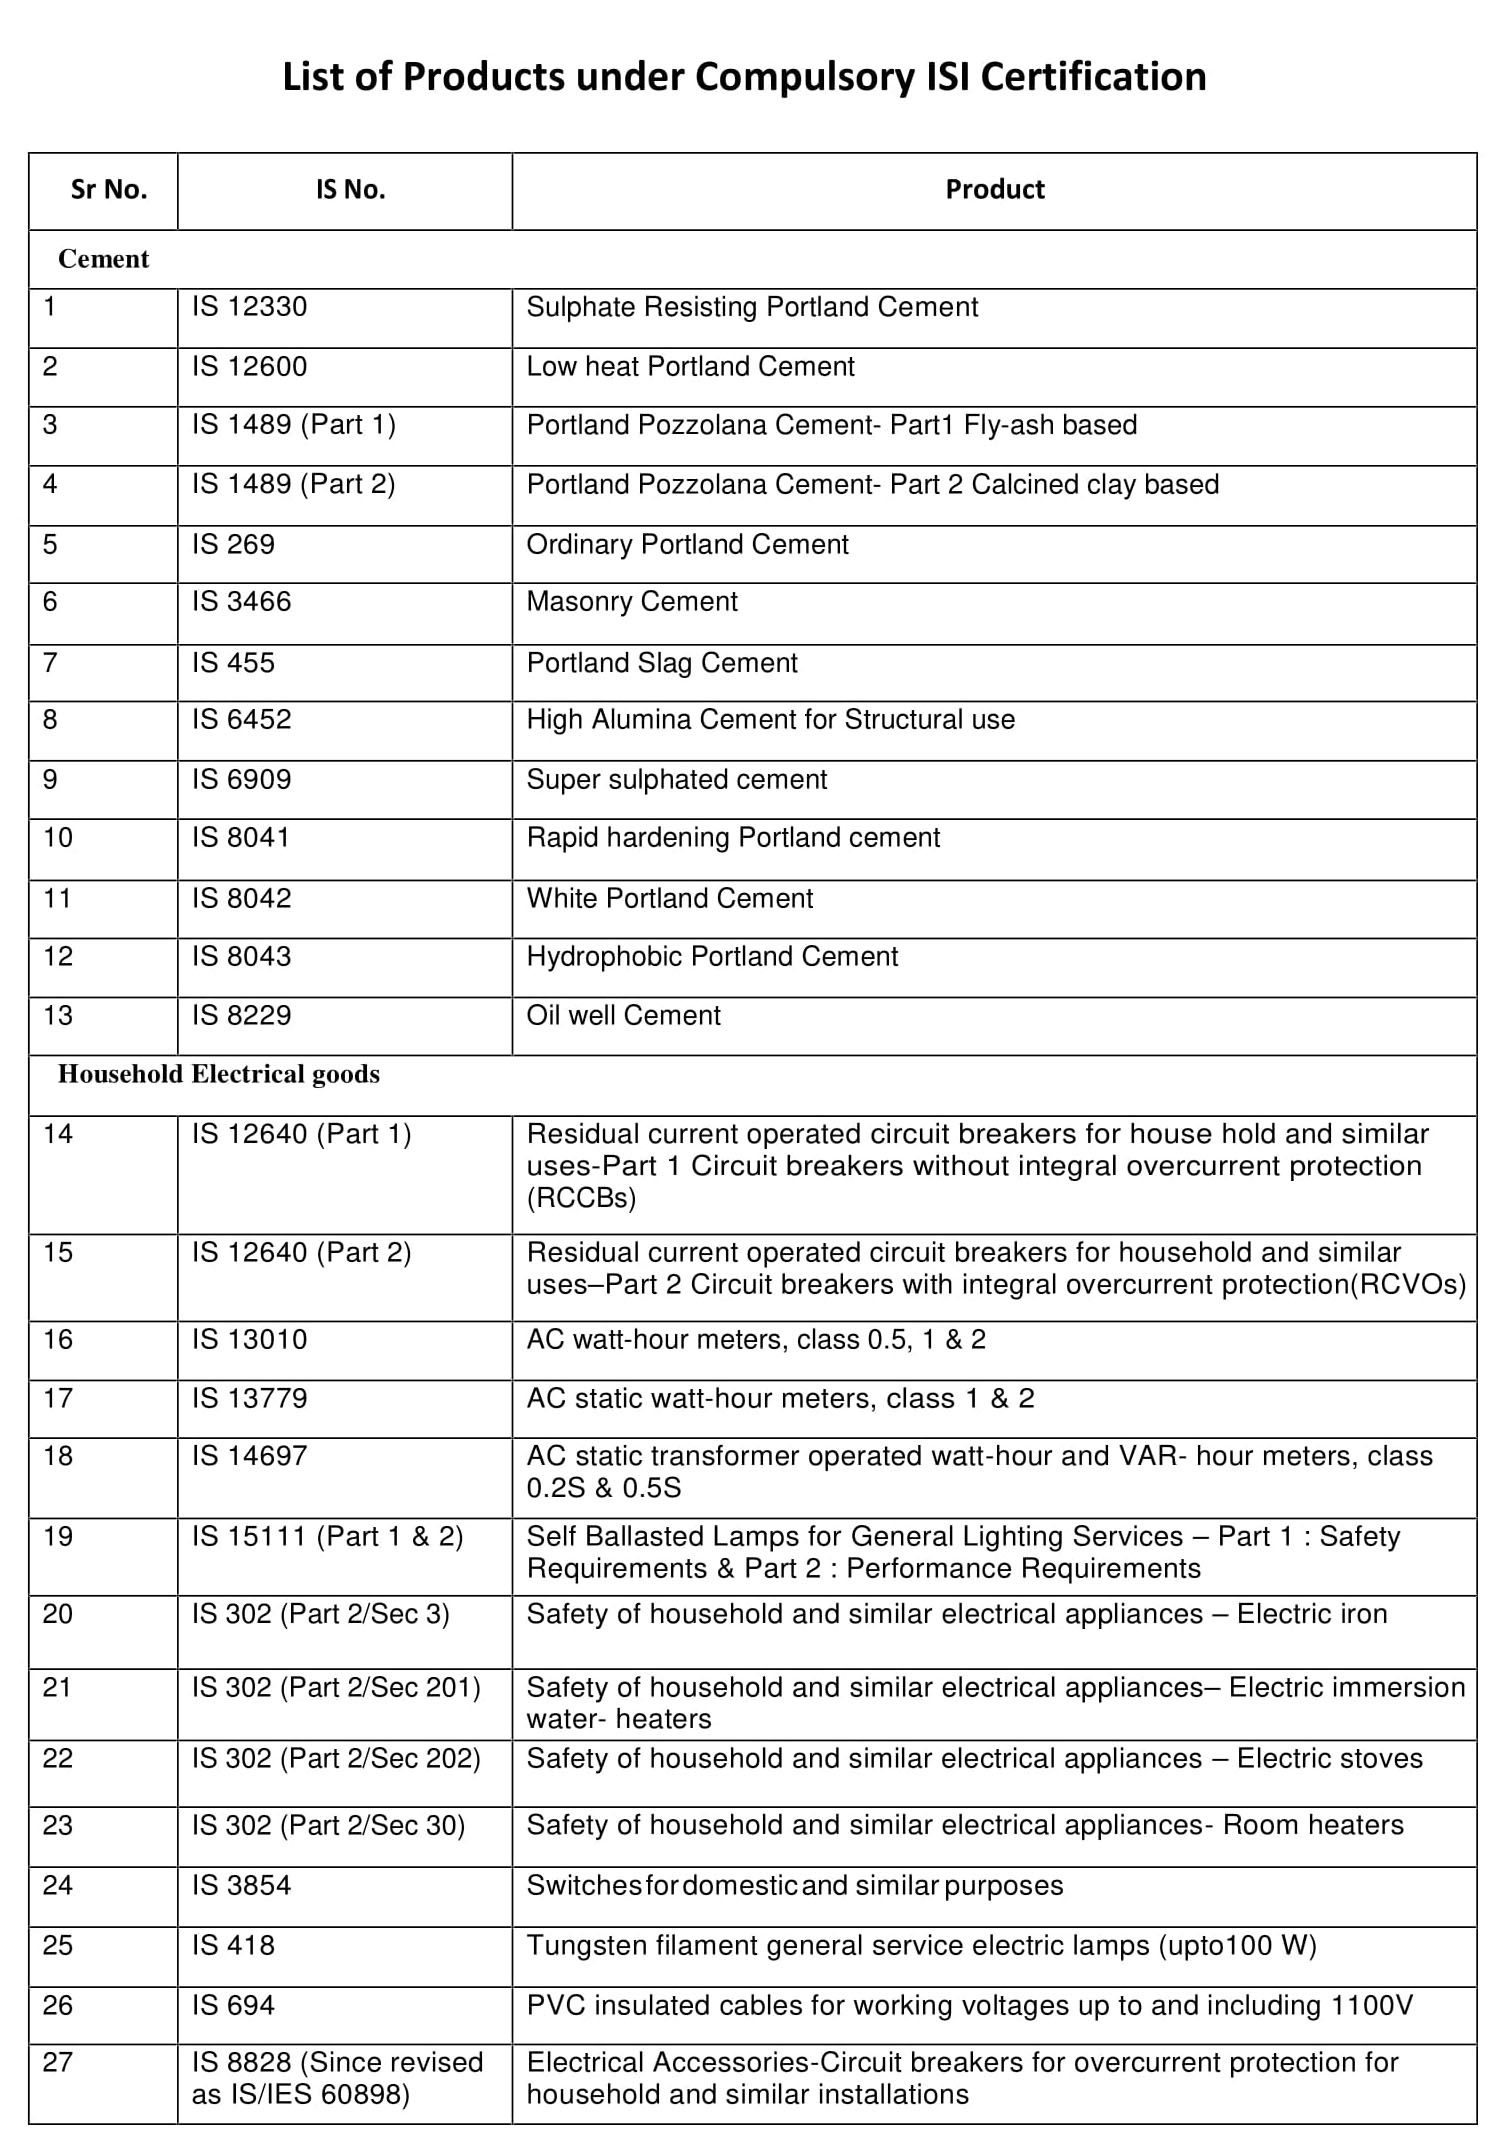 List of Products under Compulsory ISI Certification
Sr No. IS No. Product
Cement
1 IS 12330 Sulphate Resisting Portland Cement
2 IS 12600 Low heat Portland Cement
3 IS 1489 (Part 1) Portland Pozzolana Cement- Part1 Fly-ash based
4 IS 1489 (Part 2) Portland Pozzolana Cement- Part 2 Calcined clay based
5 IS 269 Ordinary Portland Cement
6 IS 3466 Masonry Cement
7 IS 455 Portland Slag Cement
8 IS 6452 High Alumina Cement for Structural use
9 IS 6909 Super sulphated cement
10 IS 8041 Rapid hardening Portland cement
11 IS 8042 White Portland Cement
12 IS 8043 Hydrophobic Portland Cement
13 IS 8229 Oil well Cement
Household Electrical goods
14 IS 12640 (Part 1) Residual current operated circuit breakers for house hold and similar
uses-Part 1 Circuit breakers without integral overcurrent protection
(RCCBs)
15 IS 12640 (Part 2) Residual current operated circuit breakers for household and similar
uses–Part 2 Circuit breakers with integral overcurrent protection(RCVOs)
16 IS 13010 AC watt-hour meters, class 0.5, 1 & 2
17 IS 13779 AC static watt-hour meters, class 1 & 2
18 IS 14697 AC static transformer operated watt-hour and VAR- hour meters, class
0.2S & 0.5S
19 IS 15111 (Part 1 & 2) Self Ballasted Lamps for General Lighting Services – Part 1 : Safety
Requirements & Part 2 : Performance Requirements
20 IS 302 (Part 2/Sec 3) Safety of household and similar electrical appliances – Electric iron
21 IS 302 (Part 2/Sec 201) Safety of household and similar electrical appliances– Electric immersion
water- heaters
22 IS 302 (Part 2/Sec 202) Safety of household and similar electrical appliances – Electric stoves
23 IS 302 (Part 2/Sec 30) Safety of household and similar electrical appliances- Room heaters
24 IS 3854 Switches for domestic and similar purposes
25 IS 418 Tungsten filament general service electric lamps (upto100 W)
26 IS 694 PVC insulated cables for working voltages up to and including 1100V
27 IS 8828 (Since revised Electrical Accessories-Circuit breakers for overcurrent protection for
as IS/IES 60898) household and similar installations